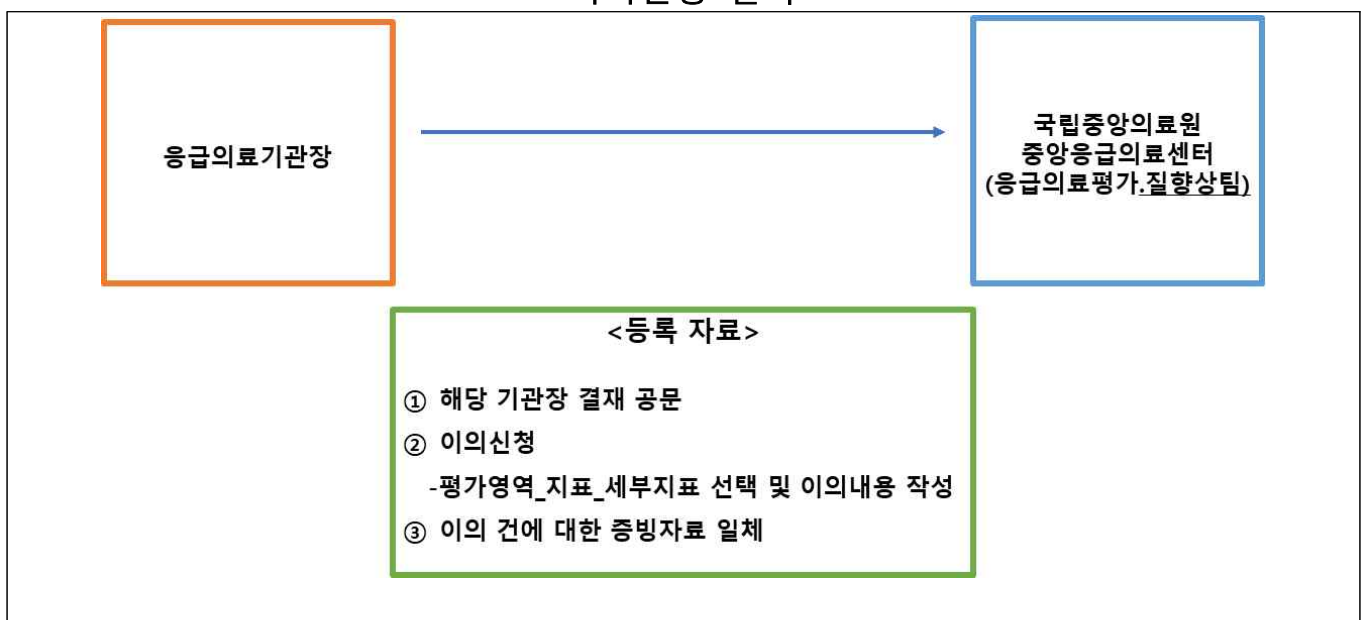 응급의료기관장
국립중앙의료원
중앙응급의료센터
(응급의료평가.질향상팀)
<등록 자료>
① 해당 기관장 결재 공문
② 이의신청
-평가영역_지표_세부지표 선택 및 이의내용 작성
③ 이의 건에 대한 증빙자료 일체